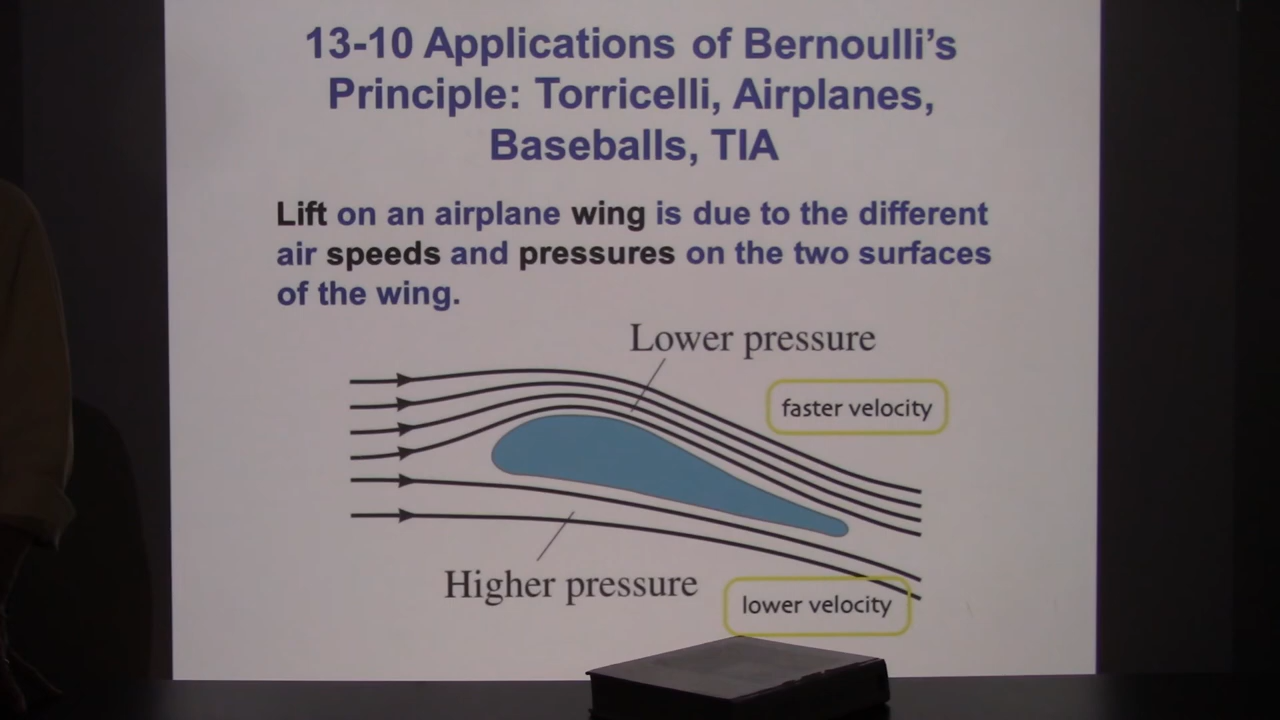 13-10 Applications of Bernoulli's
Principle: Torricelli, Airplanes,
Baseballs, TIA
Lift on an airplane wing is due to the different
air speeds and pressures on the two surfaces
of the wing.
Lower pressure
faster velocity
Higher pressure
lower velocity